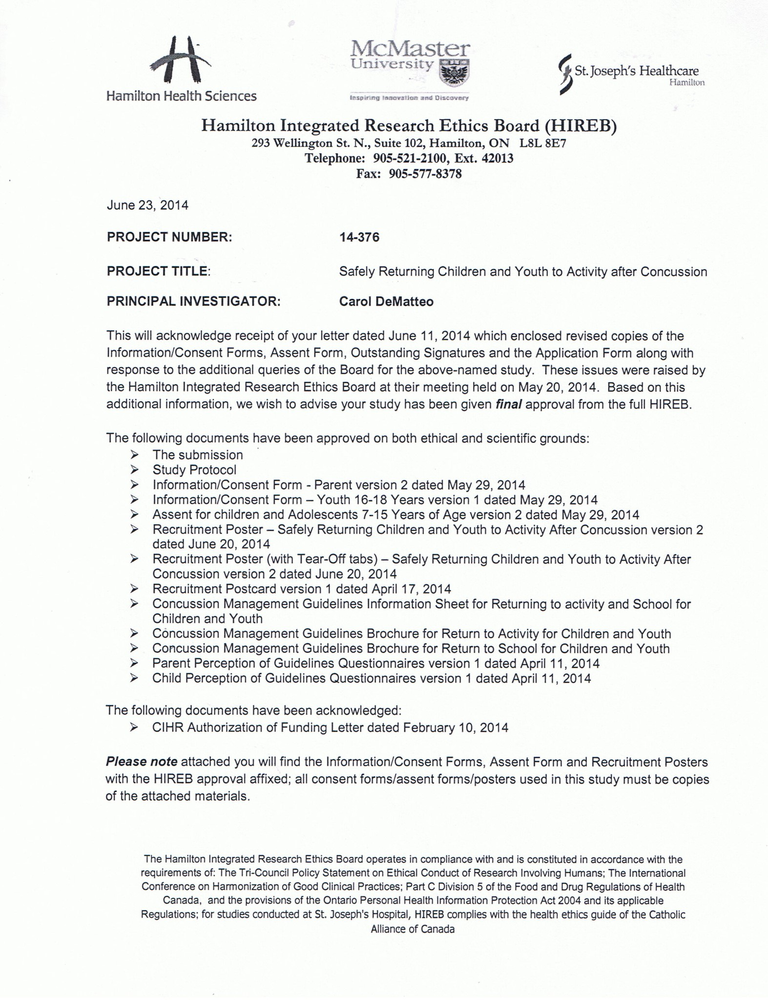 Hamilton Health Sciences
McMaster
University
Inspiring Innovation and Discovery
St. Joseph's Healthcare
Hamilton
Hamilton Integrated Research Ethics Board (HIREB)
293 Wellington St. N., Suite 102, Hamilton, ON L8L 8E7
Telephone: 905-521-2100, Ext. 42013
Fax: 905-577-8378
June 23, 2014
PROJECT NUMBER: 14-376
PROJECT TITLE: Safely Returning Children and Youth to Activity after Concussion
PRINCIPAL INVESTIGATOR: Carol DeMatteo
This will acknowledge receipt of your letter dated June 11, 2014 which enclosed revised copies of the
Information/Consent Forms, Assent Form, Outstanding Signatures and the Application Form along with
response to the additional queries of the Board for the above-named study. These issues were raised by
the Hamilton Integrated Research Ethics Board at their meeting held on May 20, 2014. Based on this
additional information, we wish to advise your study has been given final approval from the full HIREB.
The following documents have been approved on both ethical and scientific grounds:
➢ The submission
➢ Study Protocol
➢ Information/Consent Form - Parent version 2 dated May 29, 2014
➢ Information/Consent Form – Youth 16-18 Years version 1 dated May 29, 2014
➢ Assent for children and Adolescents 7-15 Years of Age version 2 dated May 29, 2014
➢ Recruitment Poster – Safely Returning Children and Youth to Activity After Concussion version 2
dated June 20, 2014
➢ Recruitment Poster (with Tear-Off tabs) – Safely Returning Children and Youth to Activity After
Concussion version 2 dated June 20, 2014
➢ Recruitment Postcard version 1 dated April 17, 2014
➢ Concussion Management Guidelines Information Sheet for Returning to activity and School for
Children and Youth
➢ Concussion Management Guidelines Brochure for Return to Activity for Children and Youth
➢ Concussion Management Guidelines Brochure for Return to School for Children and Youth
➢ Parent Perception of Guidelines Questionnaires version 1 dated April 11, 2014
➢ Child Perception of Guidelines Questionnaires version 1 dated April 11, 2014
The following documents have been acknowledged:
➢ CIHR Authorization of Funding Letter dated February 10, 2014
Please note attached you will find the Information/Consent Forms, Assent Form and Recruitment Posters
with the HIREB approval affixed; all consent forms/assent forms/posters used in this study must be copies
of the attached materials.
The Hamilton Integrated Research Ethics Board operates in compliance with and is constituted in accordance with the
requirements of: The Tri-Council Policy Statement on Ethical Conduct of Research Involving Humans; The International
Conference on Harmonization of Good Clinical Practices; Part C Division 5 of the Food and Drug Regulations of Health
Canada, and the provisions of the Ontario Personal Health Information Protection Act 2004 and its applicable
Regulations; for studies conducted at St. Joseph's Hospital, HIREB complies with the health ethics guide of the Catholic
Alliance of Canada